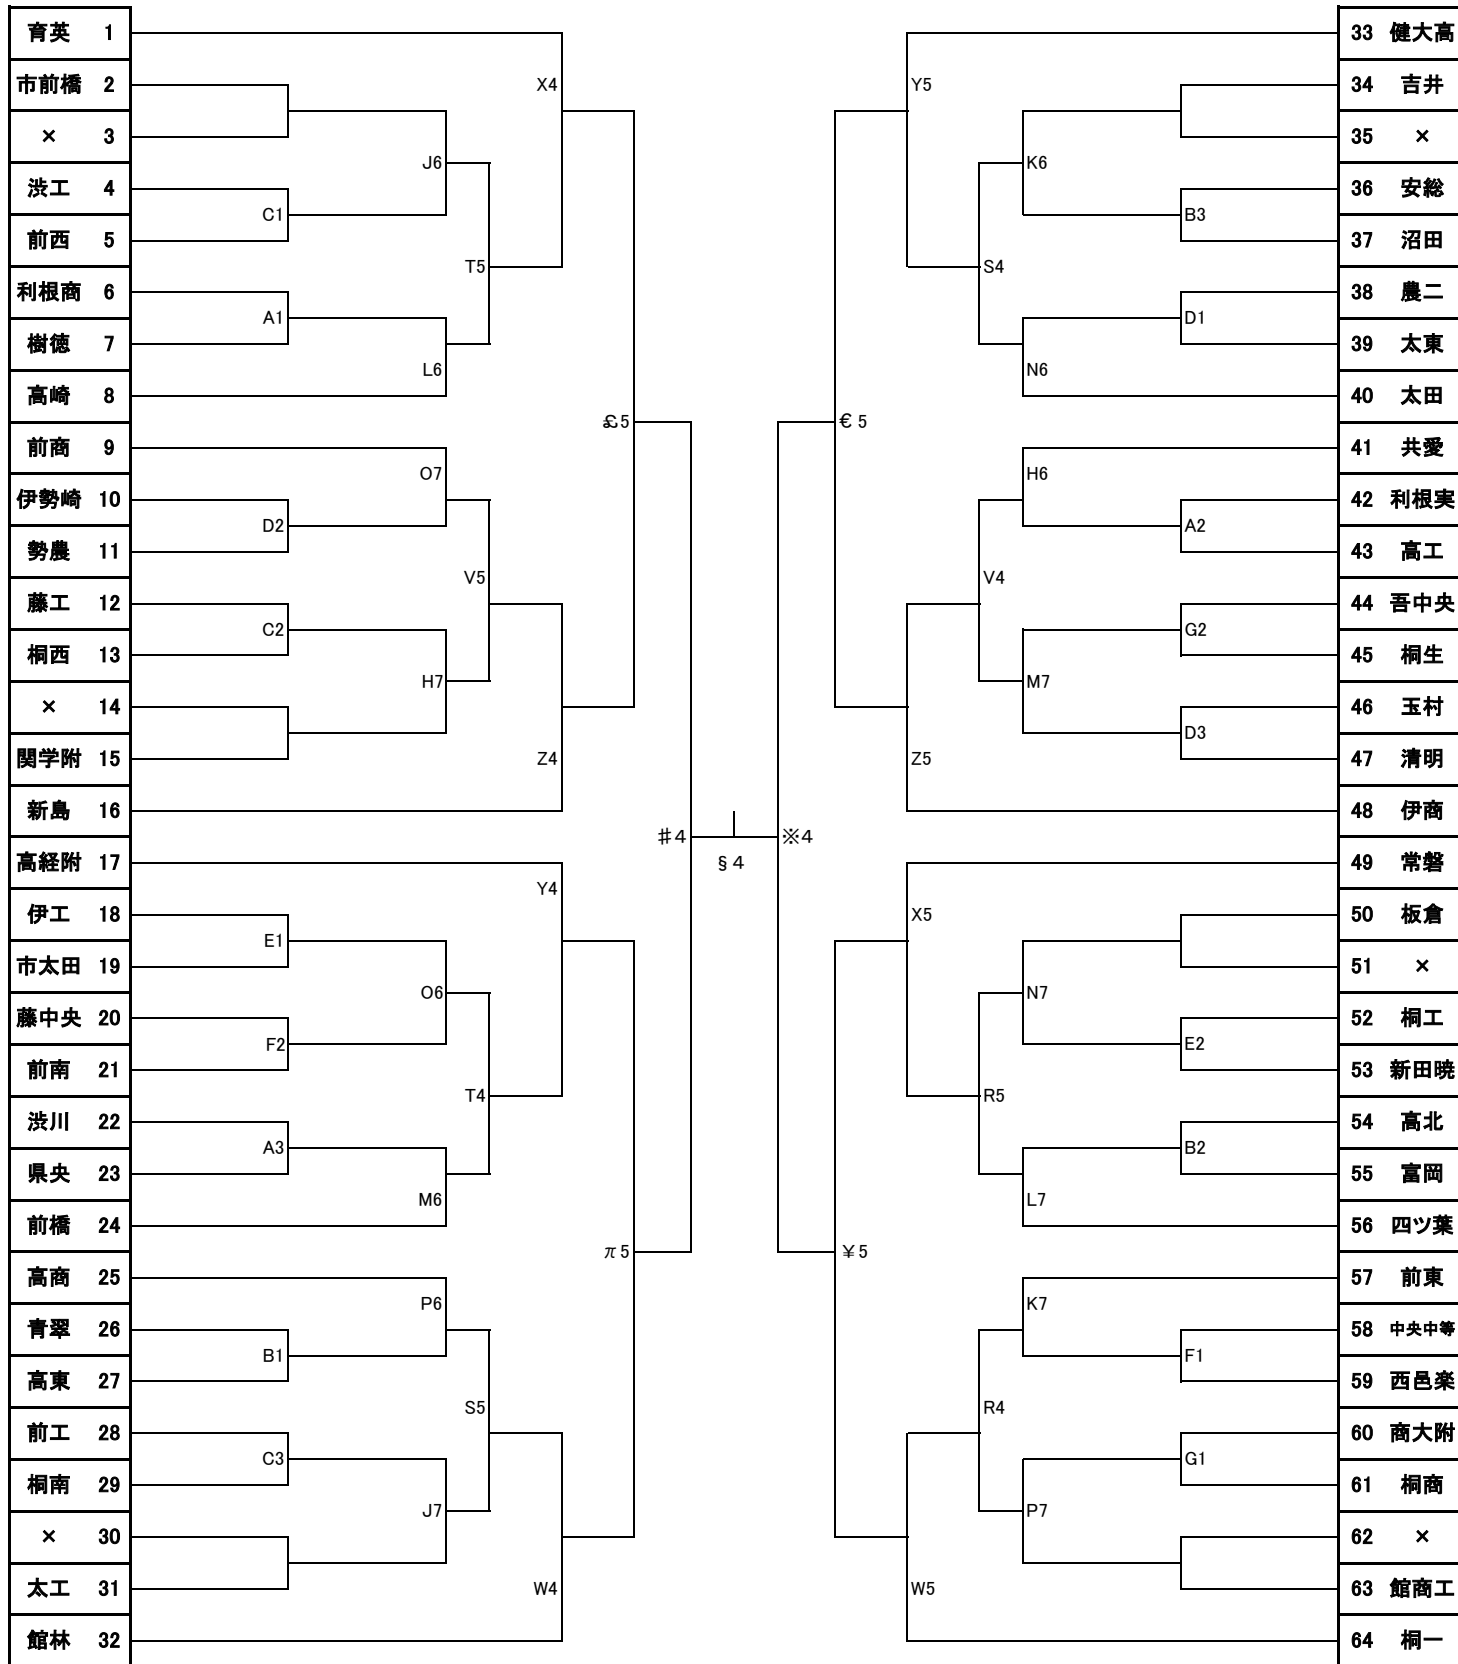 育英 1
市前橋 2
× 3
渋工 4
前西 5
利根商 6
樹徳 7
高崎 8
前商 9
伊勢崎 10
勢農 11
藤工 12
桐西 13
× 14
関学附 15
新島 16
高経附 17
伊工 18
市太田 19
藤中央 20
前南 21
渋川 22
県央 23
前橋 24
高商 25
青翠 26
高東 27
前工 28
桐南 29
× 30
太工 31
館林 32
C1
A1
D2
C2
E1
F2
A3
B1
C3
J6
L6
O7
H7
O6
M6
P6
J7
T5
V5
T4
S5
X4
Z4
Y4
W4
£5
π5
♯4
§4
※4
€5
¥5
Y5
Z5
X5
W5
S4
V4
R5
R4
K6
N6
H6
M7
N7
L7
K7
P7
B3
D1
A2
G2
D3
E2
B2
F1
G1
33 健大高
34 吉井
35 ×
36 安総
37 沼田
38 農二
39 太東
40 太田
41 共愛
42 利根実
43 高工
44 吾中央
45 桐生
46 玉村
47 清明
48 伊商
49 常磐
50 板倉
51 ×
52 桐工
53 新田暁
54 高北
55 富岡
56 四ツ葉
57 前東
58 中央中等
59 西邑楽
60 商大附
61 桐商
62 ×
63 館商工
64 桐一